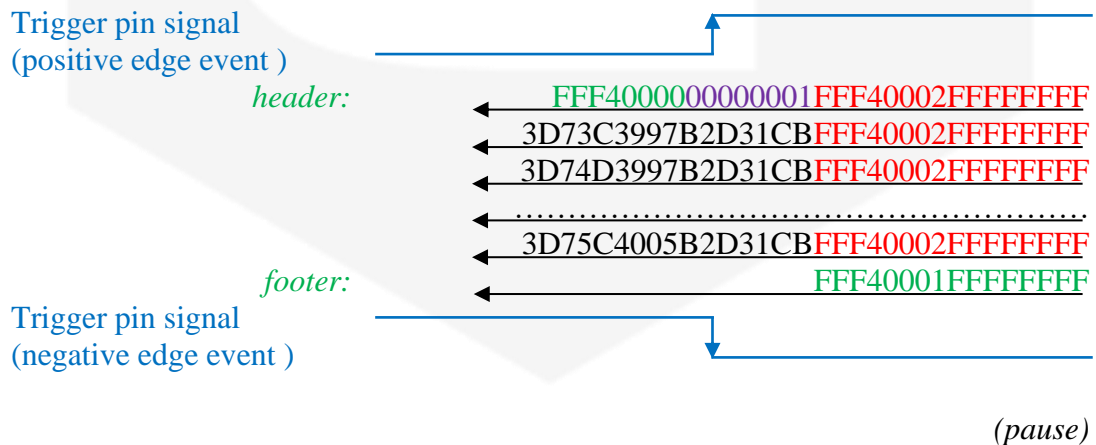 Trigger pin signal
(positive edge event )
header: FFF4000000000001FFF40002FFFFFFFF
3D73C3997B2D31CBFFF40002FFFFFFFF
3D74D3997B2D31CBFFF40002FFFFFFFF
……………………………………………….
3D75C4005B2D31CBFFF40002FFFFFFFF
footer: FFF40001FFFFFFFF
Trigger pin signal
(negative edge event )
(pause)